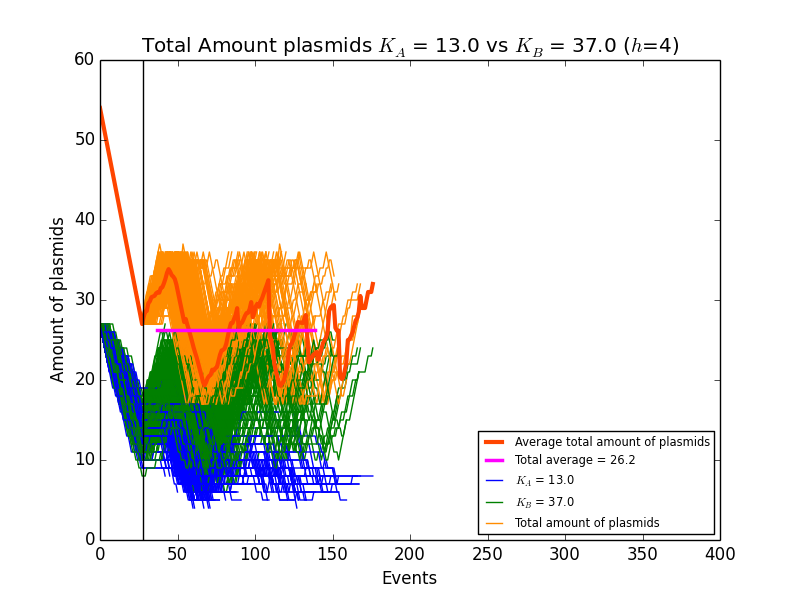 Total Amount plasmids K_A = 13.0 vs K_B = 37.0 (h=4)
60
50
40
30
20
10
0
Amount of plasmids
Average total amount of plasmids
Total average = 26.2
K_A = 13.0
K_B = 37.0
Total amount of plasmids
0 50 100 150 200 250 300 350 400
Events